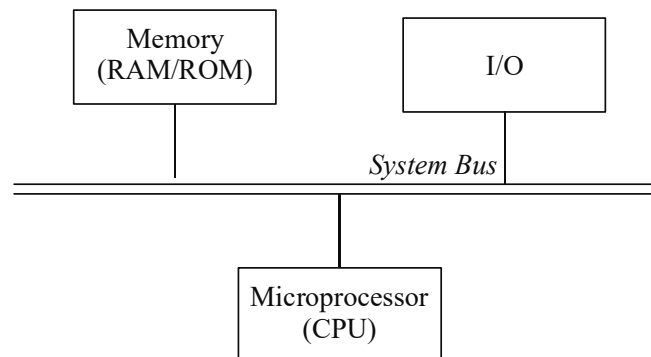 Memory
(RAM/ROM)
I/O
System Bus
Microprocessor
(CPU)